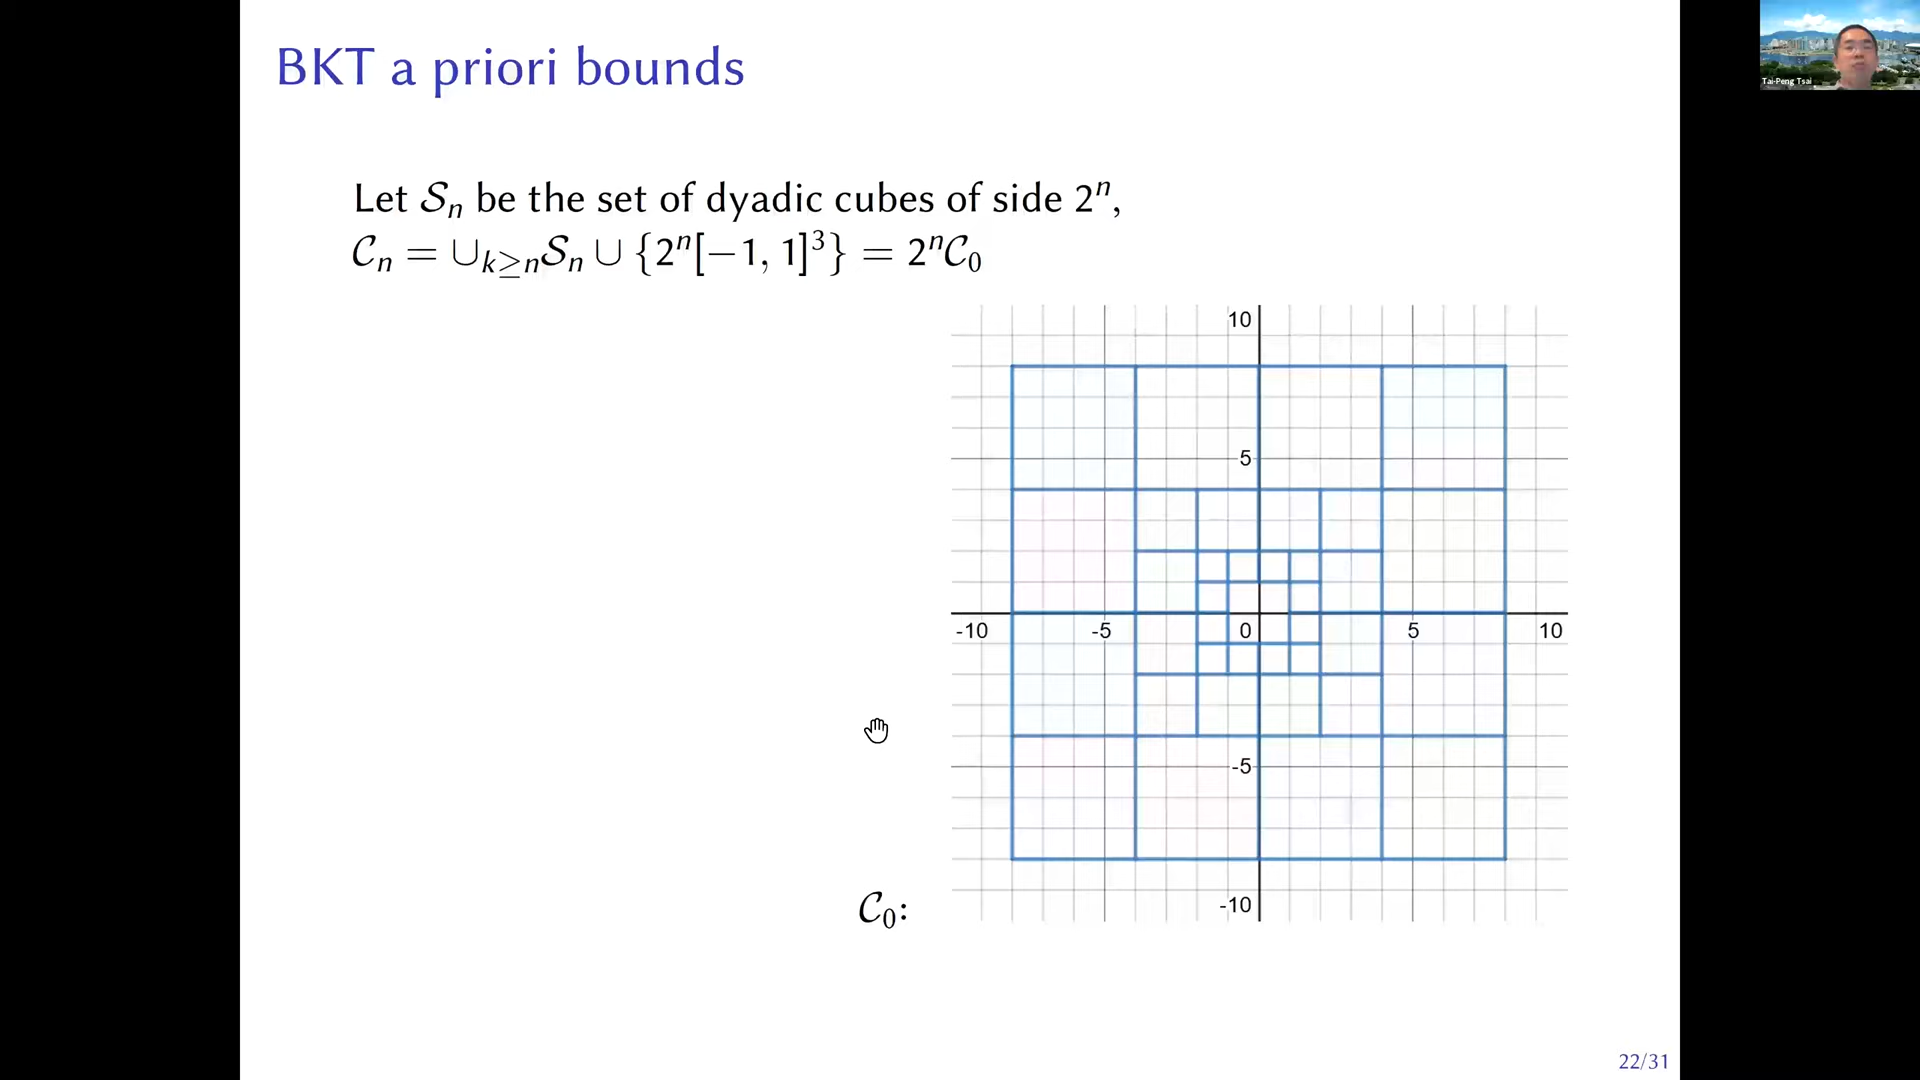 BKT a priori bounds
Tai-Peng Tsai
Let 𝒮ₙ be the set of dyadic cubes of side 2ⁿ,
𝒞ₙ = ∪ₖ≥ₙ𝒮ₙ ∪ {2ⁿ[−1, 1]³} = 2ⁿ𝒞₀
10
5
-10 -5 0 5 10
-5
-10
𝒞₀:
22/31